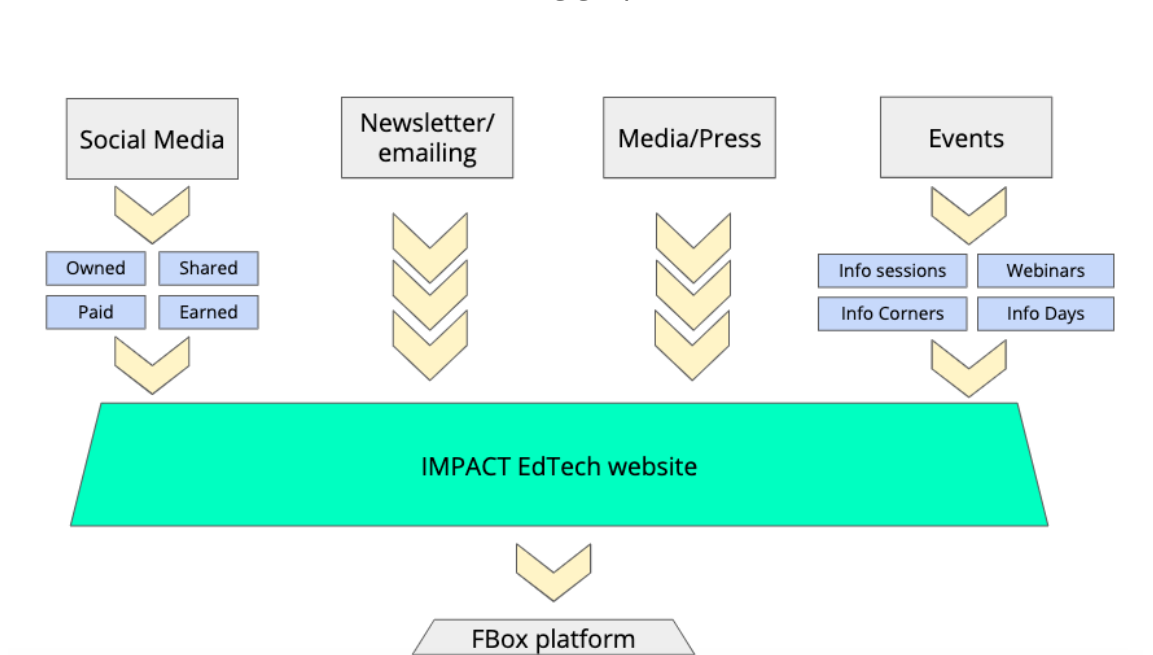 Social Media
Newsletter/
emailing
Media/Press
Events
Owned
Shared
Paid
Earned
Info sessions
Webinars
Info Corners
Info Days
IMPACT EdTech website
FBox platform